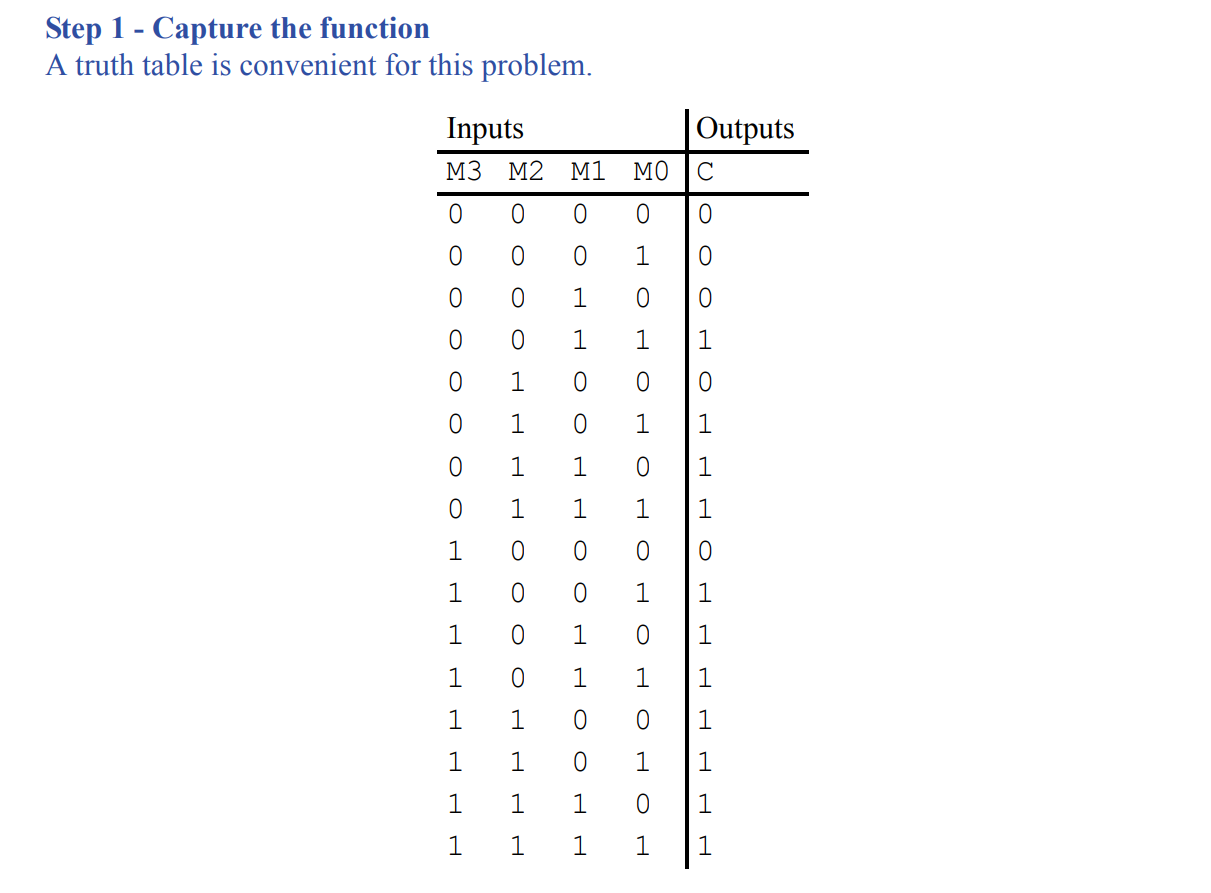 Step 1 - Capture the function
A truth table is convenient for this problem.
Inputs Outputs
M3 M2 M1 M0 C
0 0 0 0 0
0 0 0 1 0
0 0 1 0 0
0 0 1 1 1
0 1 0 0 0
0 1 0 1 1
0 1 1 0 1
0 1 1 1 1
1 0 0 0 0
1 0 0 1 1
1 0 1 0 1
1 0 1 1 1
1 1 0 0 1
1 1 0 1 1
1 1 1 0 1
1 1 1 1 1